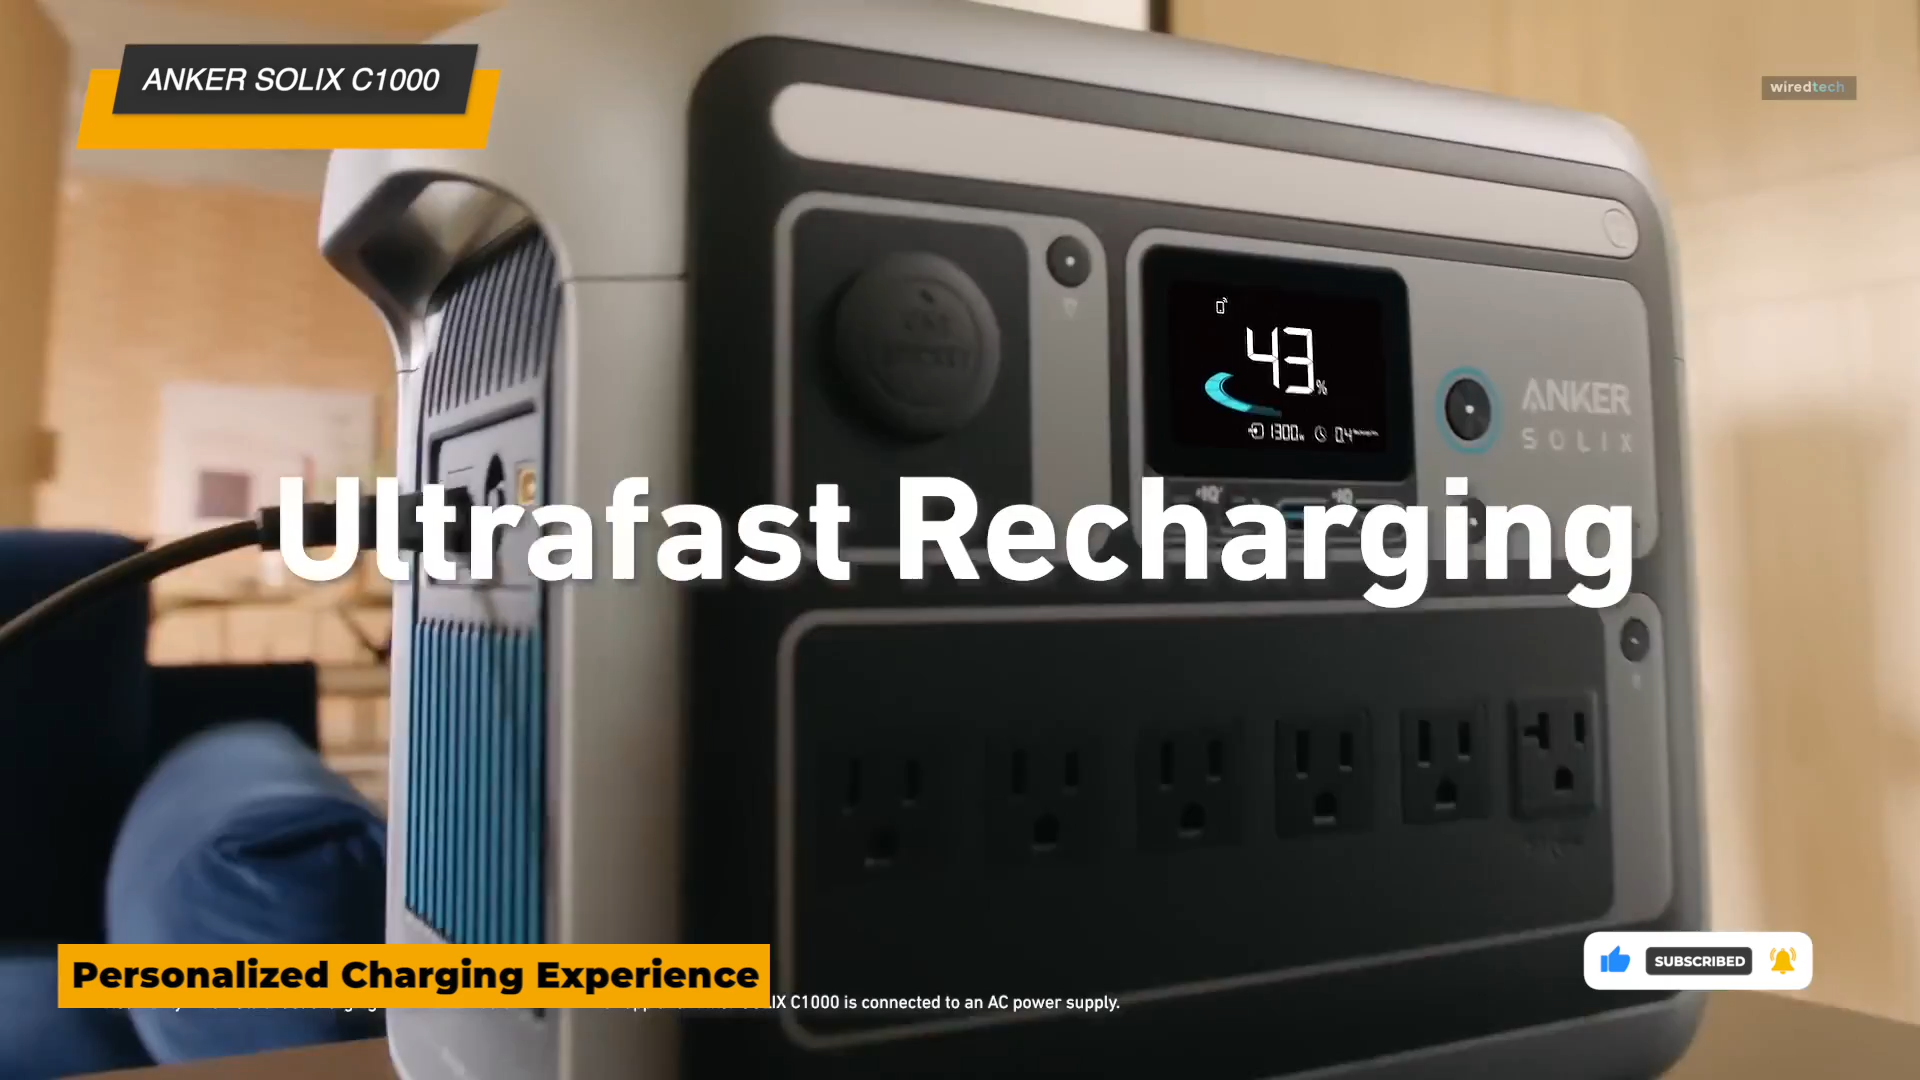 ANKER SOLIX C1000
wiredtech
43%
1300w 0.4
ANKER
SOLIX
Ultrafast Recharging
Personalized Charging Experience
C1000 is connected to an AC power supply.
SUBSCRIBED